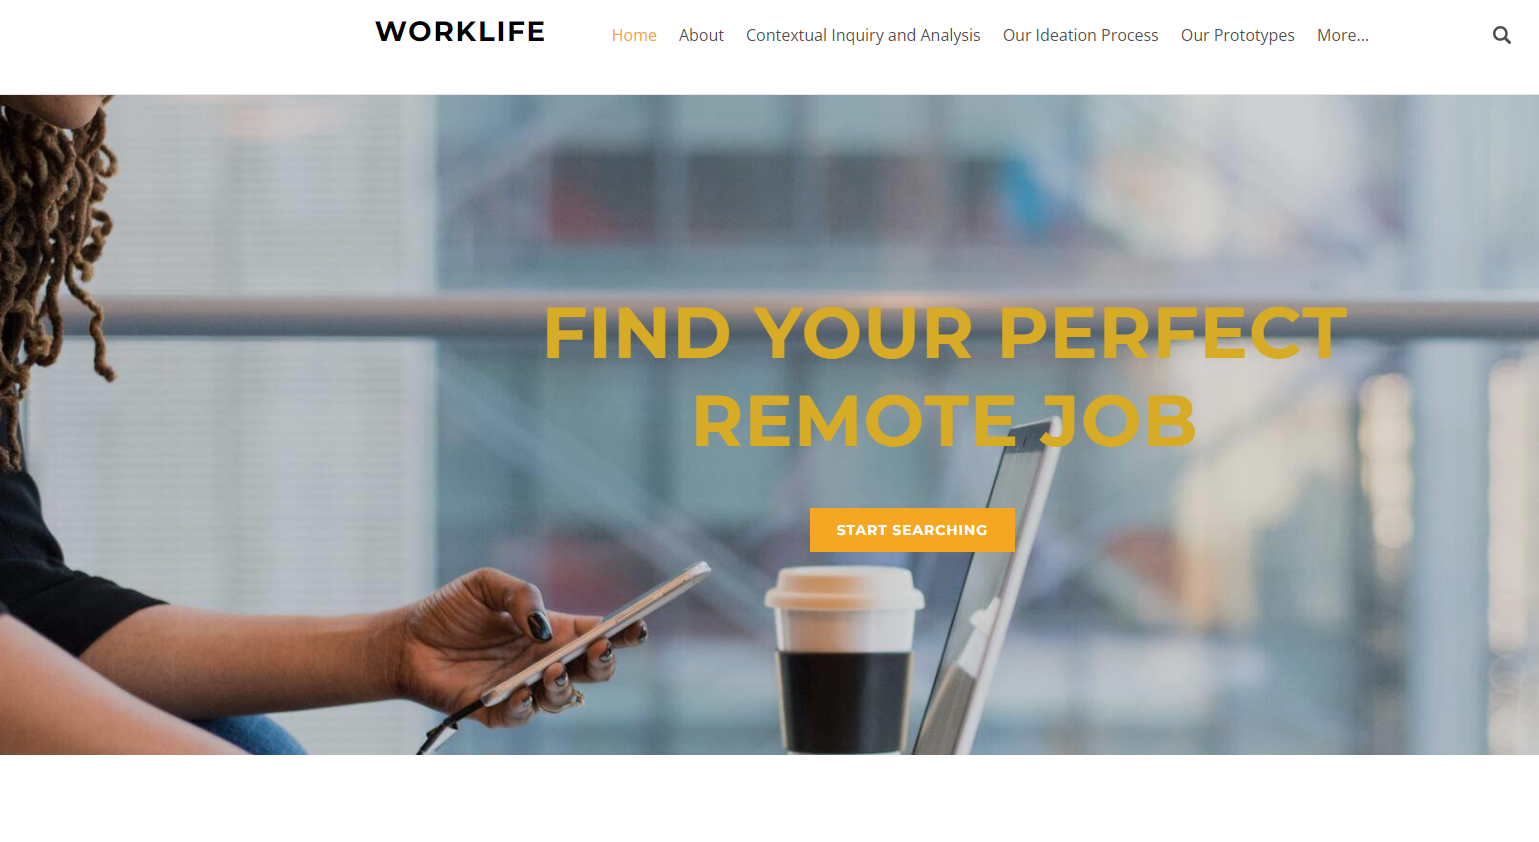 WORKLIFE
Home About Contextual Inquiry and Analysis Our Ideation Process Our Prototypes More...
FIND YOUR PERFECT
REMOTE JOB
START SEARCHING